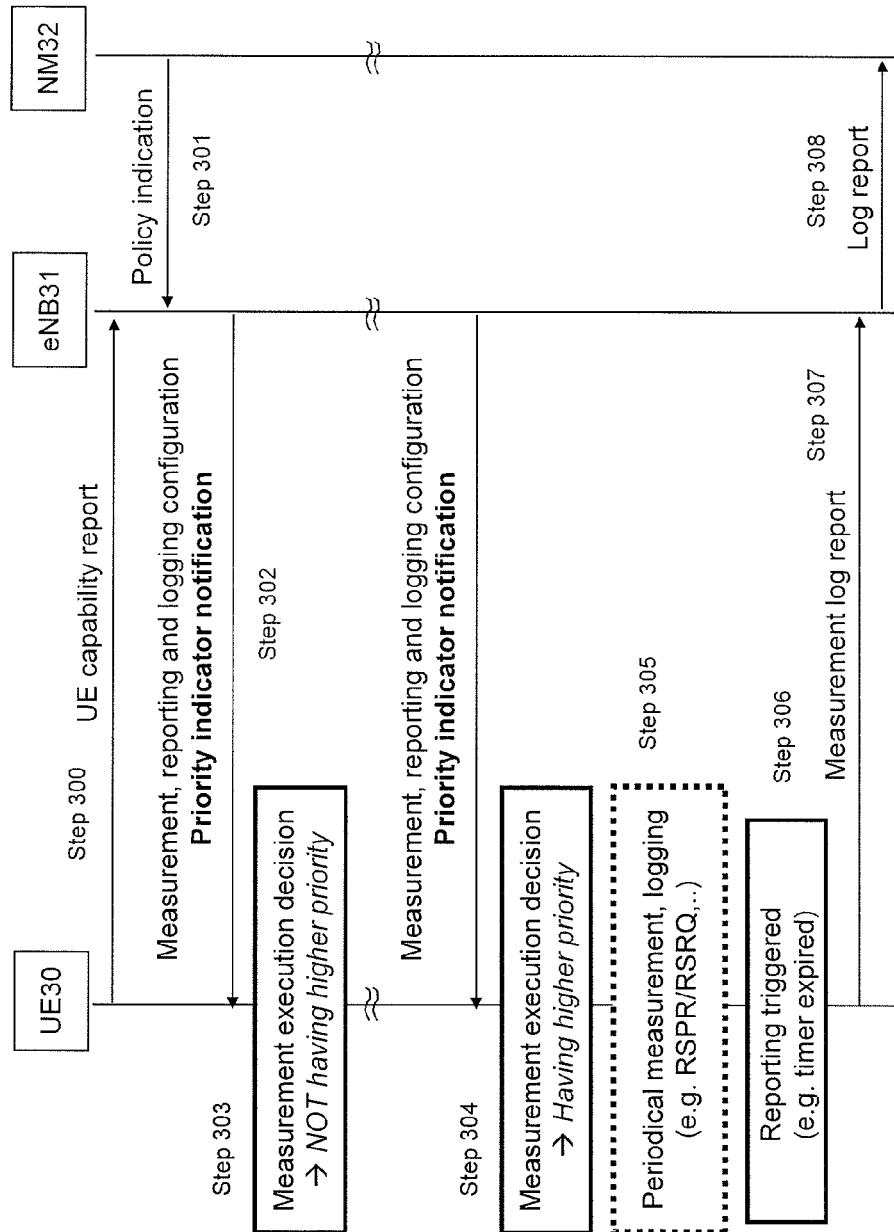 UE30
eNB31
NM32
Step 300
UE capability report
Policy indication
Step 301
Measurement, reporting and logging configuration
Priority indicator notification
Step 302
Step 303
Measurement execution decision
→ NOT having higher priority
Measurement, reporting and logging configuration
Priority indicator notification
Step 304
Measurement execution decision
→ Having higher priority
Step 305
Periodical measurement, logging
(e.g. RSPR/RSRQ,..)
Step 306
Reporting triggered
(e.g. timer expired)
Measurement log report
Step 307
Step 308
Log report